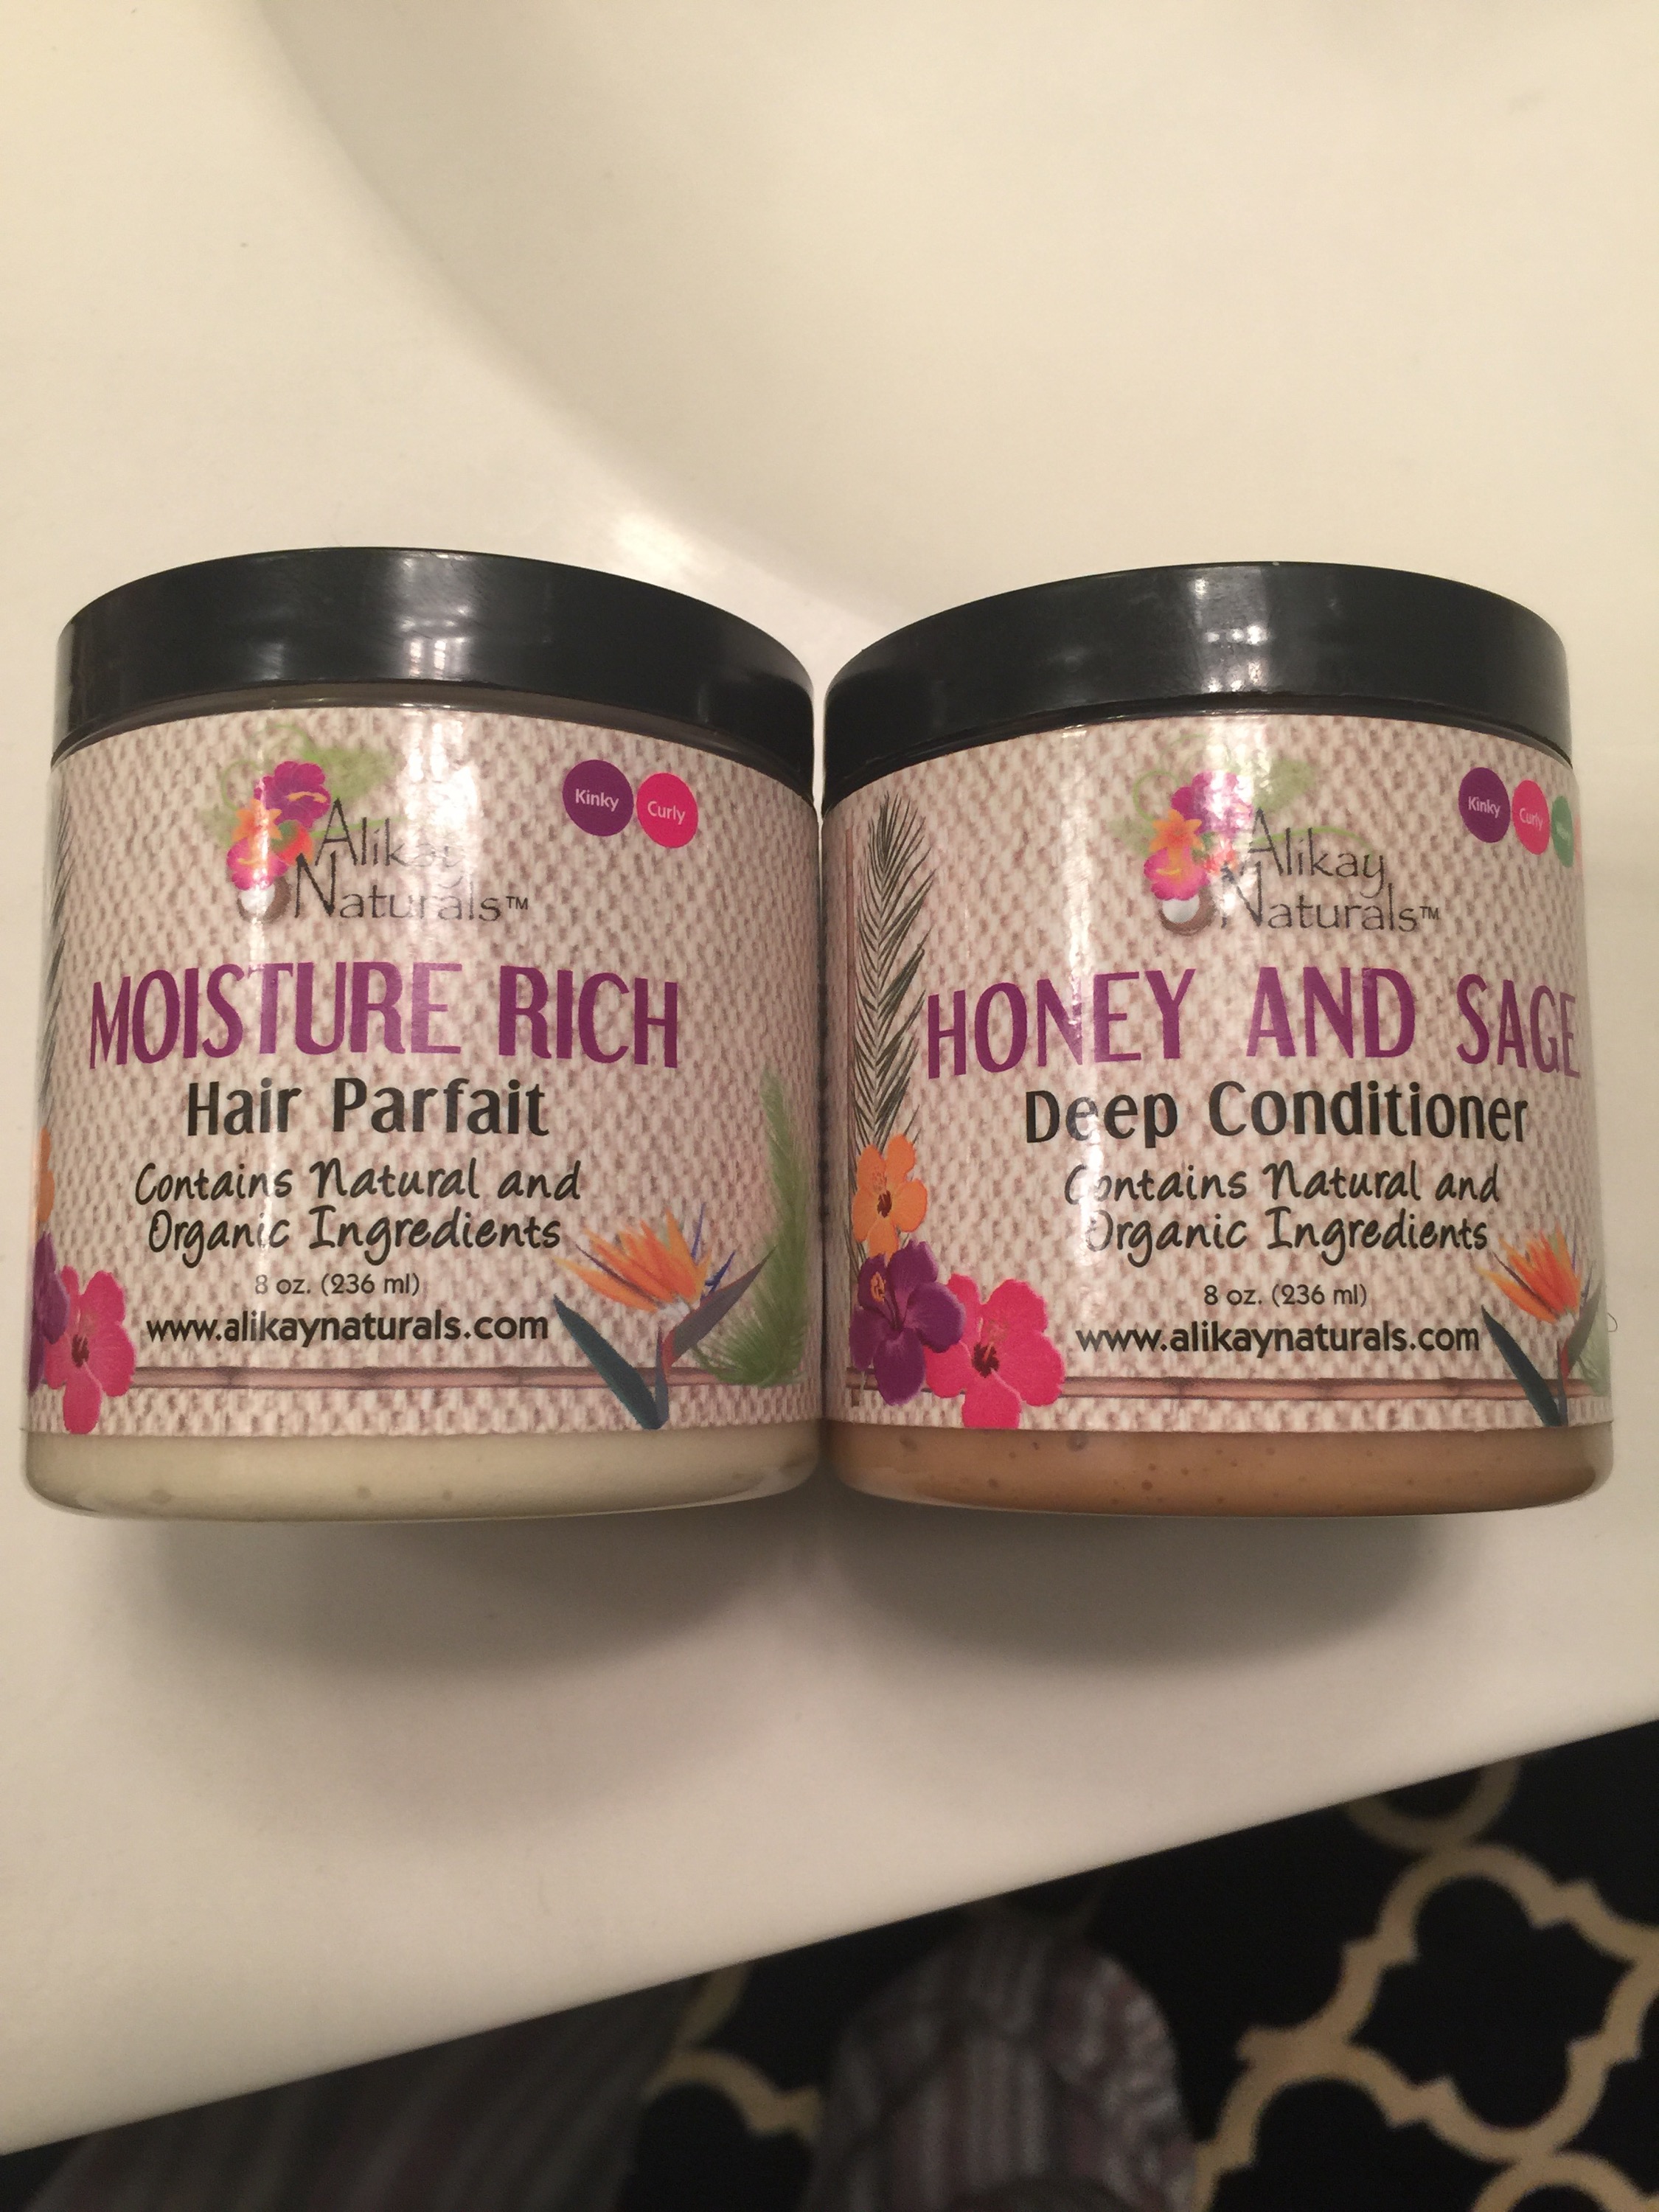 Kinky
Curly
Alikay
Naturals™
MOISTURE RICH
Hair Parfait
Contains Natural and
Organic Ingredients
8 oz. (236 ml)
www.alikaynaturals.com
Kinky
Curly
Alikay
Naturals™
HONEY AND SAGE
Deep Conditioner
Contains Natural and
Organic Ingredients
8 oz. (236 ml)
www.alikaynaturals.com